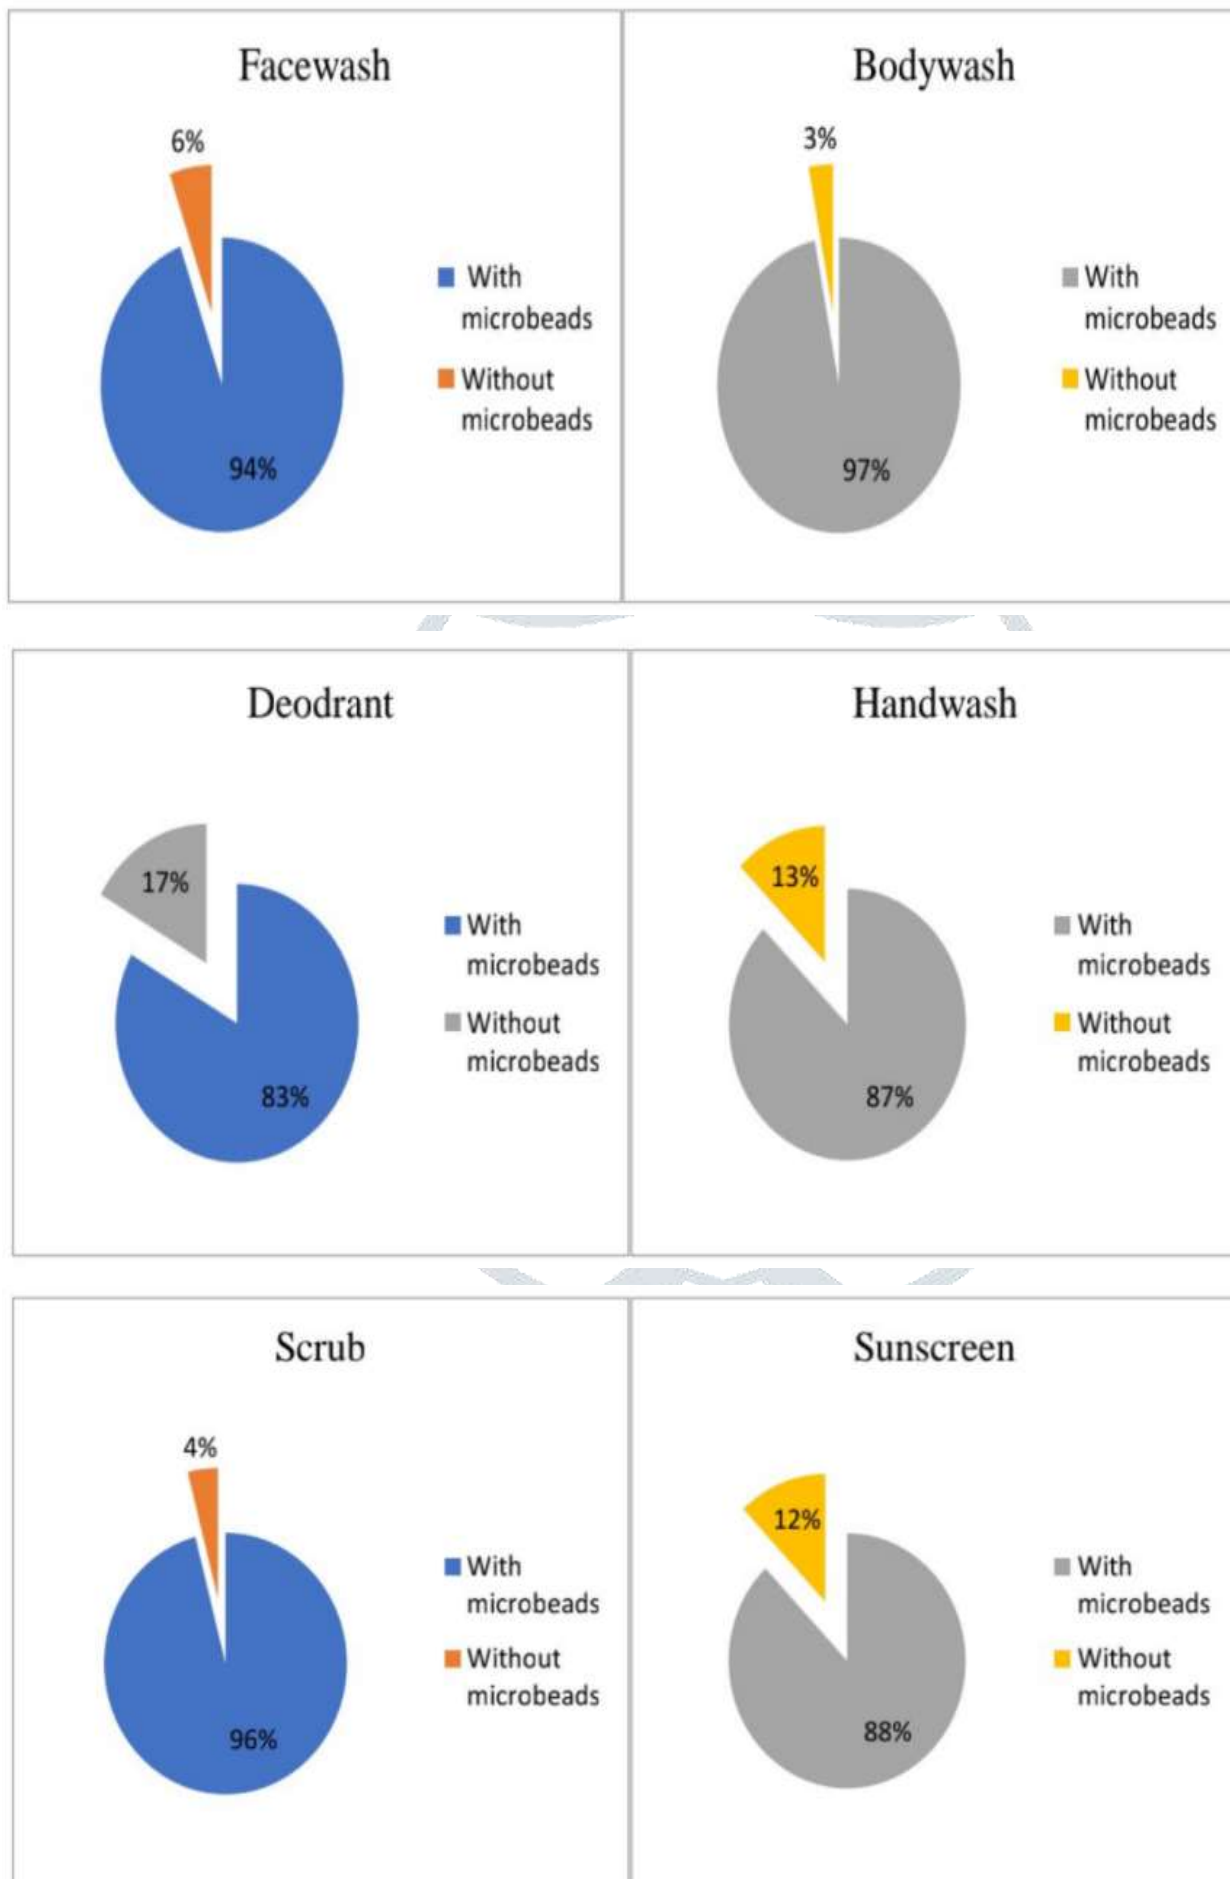 Facewash
6%
94%
With
microbeads
Without
microbeads
Bodywash
3%
97%
With
microbeads
Without
microbeads
Deodrant
17%
83%
With
microbeads
Without
microbeads
Handwash
13%
87%
With
microbeads
Without
microbeads
Scrub
4%
96%
With
microbeads
Without
microbeads
Sunscreen
12%
88%
With
microbeads
Without
microbeads